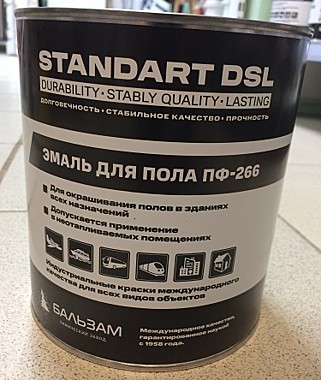 STANDART DSL
DURABILITY • STABLY QUALITY • LASTING
ДОЛГОВЕЧНОСТЬ • СТАБИЛЬНОЕ КАЧЕСТВО • ПРОЧНОСТЬ
ЭМАЛЬ ДЛЯ ПОЛА ПФ-266
Для окрашивания полов в зданиях
всех назначений
Допускается применение
в неотапливаемых помещениях
Индустриальные краски международного
качества для всех видов объектов
БАЛЬЗАМ
Международное качество,
гарантированное наукой
с 1958 года.